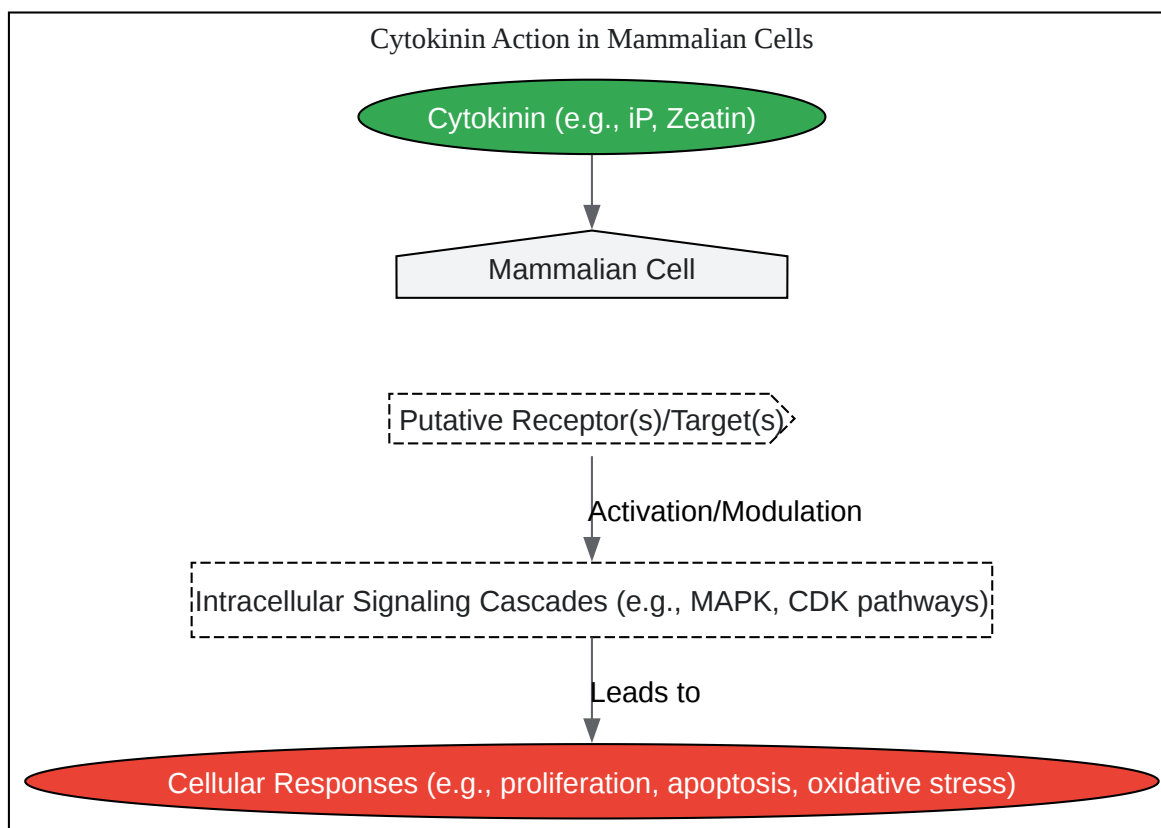 Cytokinin Action in Mammalian Cells
Cytokinin (e.g., iP, Zeatin)
Mammalian Cell
Putative Receptor(s)/Target(s)
Activation/Modulation
Intracellular Signaling Cascades (e.g., MAPK, CDK pathways)
Leads to
Cellular Responses (e.g., proliferation, apoptosis, oxidative stress)